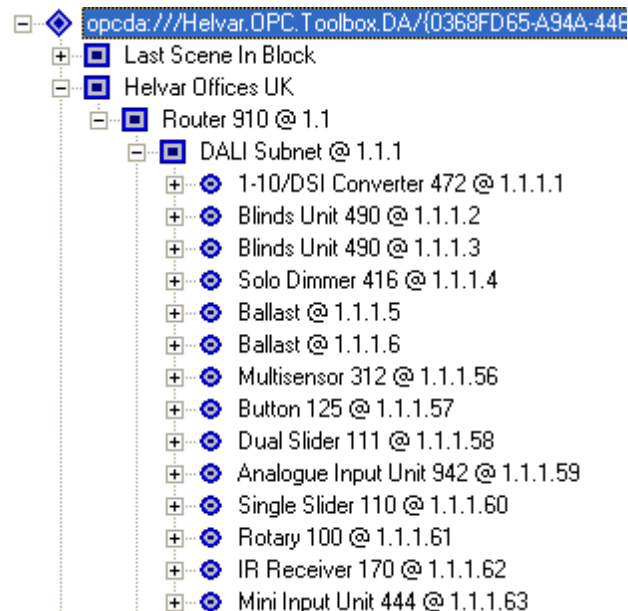 opcda:///Helvar.OPC.Toolbox.DA/{0368FD65-A94A-446
Last Scene In Block
Helvar Offices UK
Router 910 @ 1.1
DALI Subnet @ 1.1.1
1-10/DSI Converter 472 @ 1.1.1.1
Blinds Unit 490 @ 1.1.1.2
Blinds Unit 490 @ 1.1.1.3
Solo Dimmer 416 @ 1.1.1.4
Ballast @ 1.1.1.5
Ballast @ 1.1.1.6
Multisensor 312 @ 1.1.1.56
Button 125 @ 1.1.1.57
Dual Slider 111 @ 1.1.1.58
Analogue Input Unit 942 @ 1.1.1.59
Single Slider 110 @ 1.1.1.60
Rotary 100 @ 1.1.1.61
IR Receiver 170 @ 1.1.1.62
Mini Input Unit 444 @ 1.1.1.63